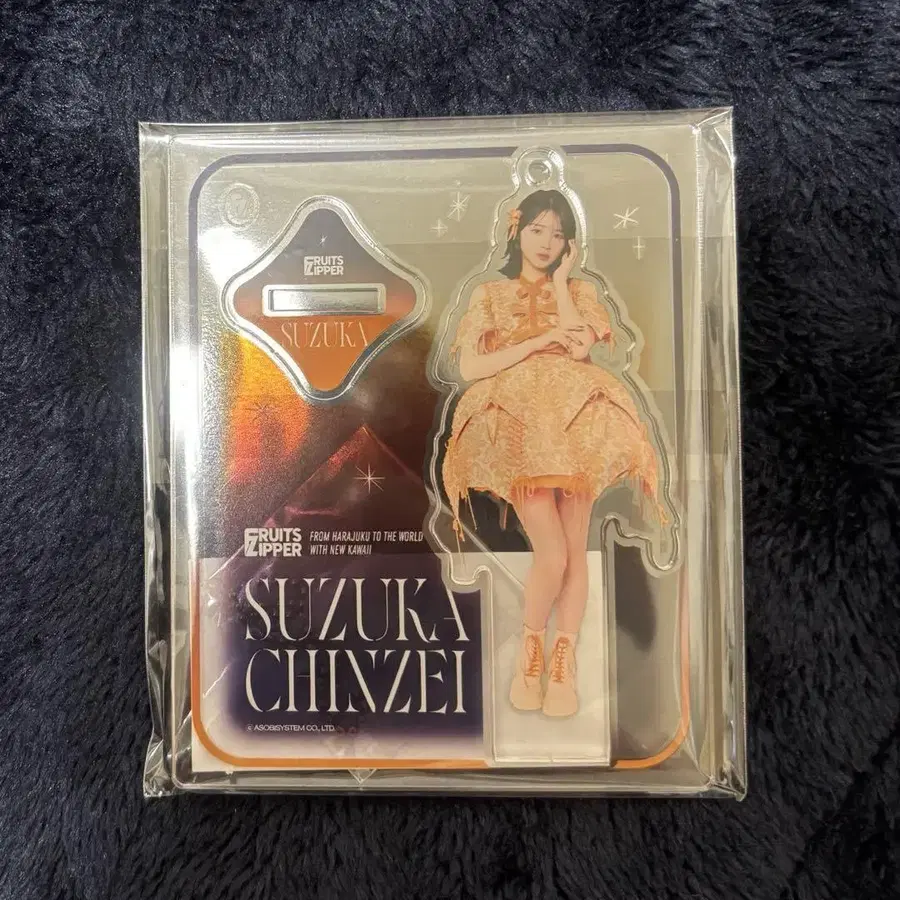 FRUITS
ZIPPER
SUZUKA
FRUITS
ZIPPER
FROM HARAJUKU TO THE WORLD
WITH NEW KAWAII
SUZUKA
CHINZEI
© ASOBISYSTEM CO., LTD.